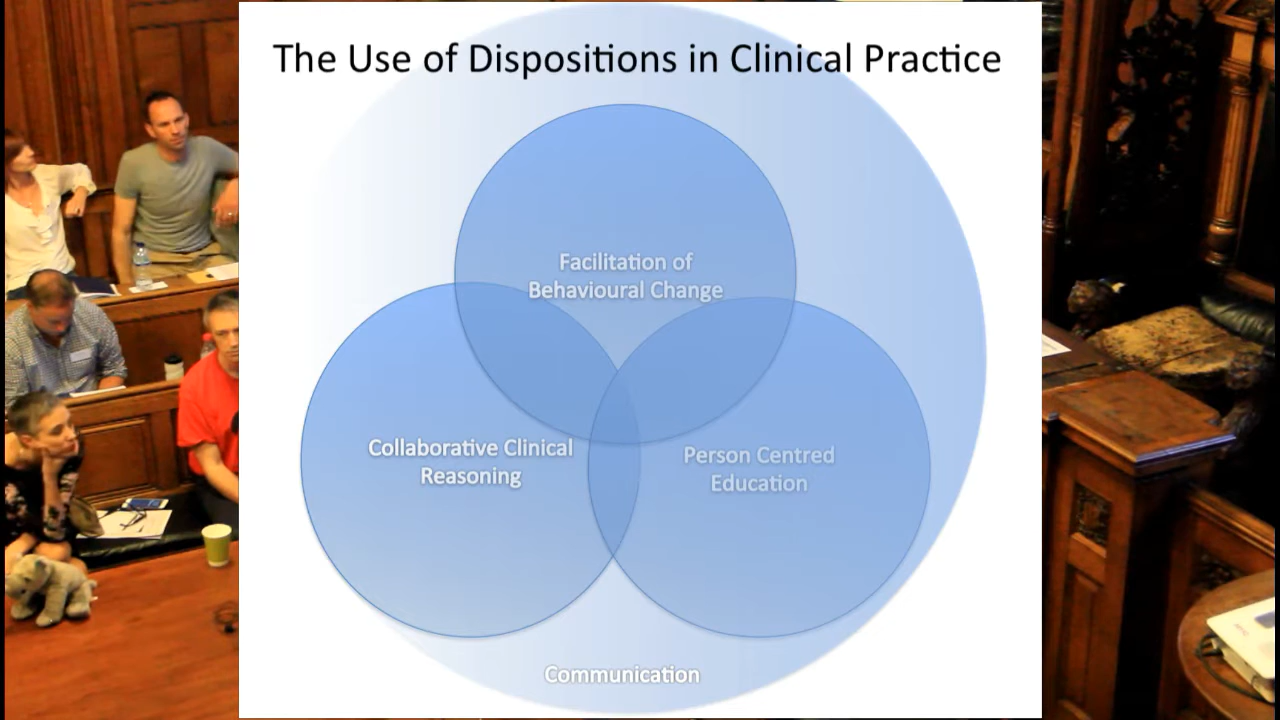 The Use of Dispositions in Clinical Practice
Facilitation of
Behavioural Change
Collaborative Clinical
Reasoning
Person Centred
Education
Communication